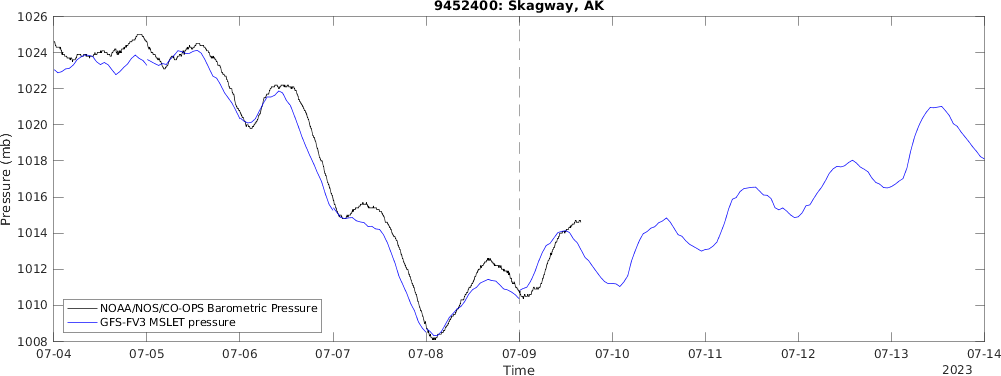 9452400: Skagway, AK
1026
1024
1022
1020
1018
1016
1014
1012
1010
1008
Pressure (mb)
NOAA/NOS/CO-OPS Barometric Pressure
GFS-FV3 MSLET pressure
07-04 07-05 07-06 07-07 07-08 07-09 07-10 07-11 07-12 07-13 07-14
Time
2023